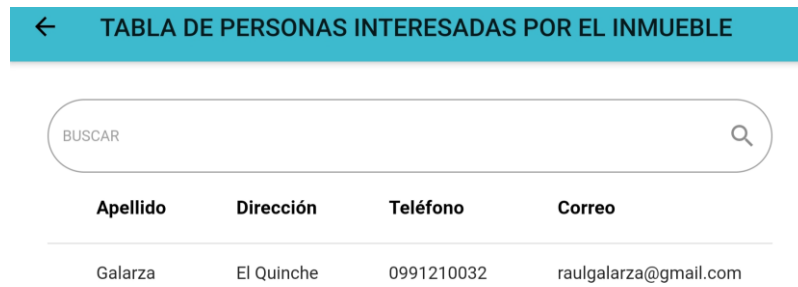 TABLA DE PERSONAS INTERESADAS POR EL INMUEBLE
BUSCAR
Apellido Dirección Teléfono Correo
Galarza El Quinche 0991210032 raulgalarza@gmail.com